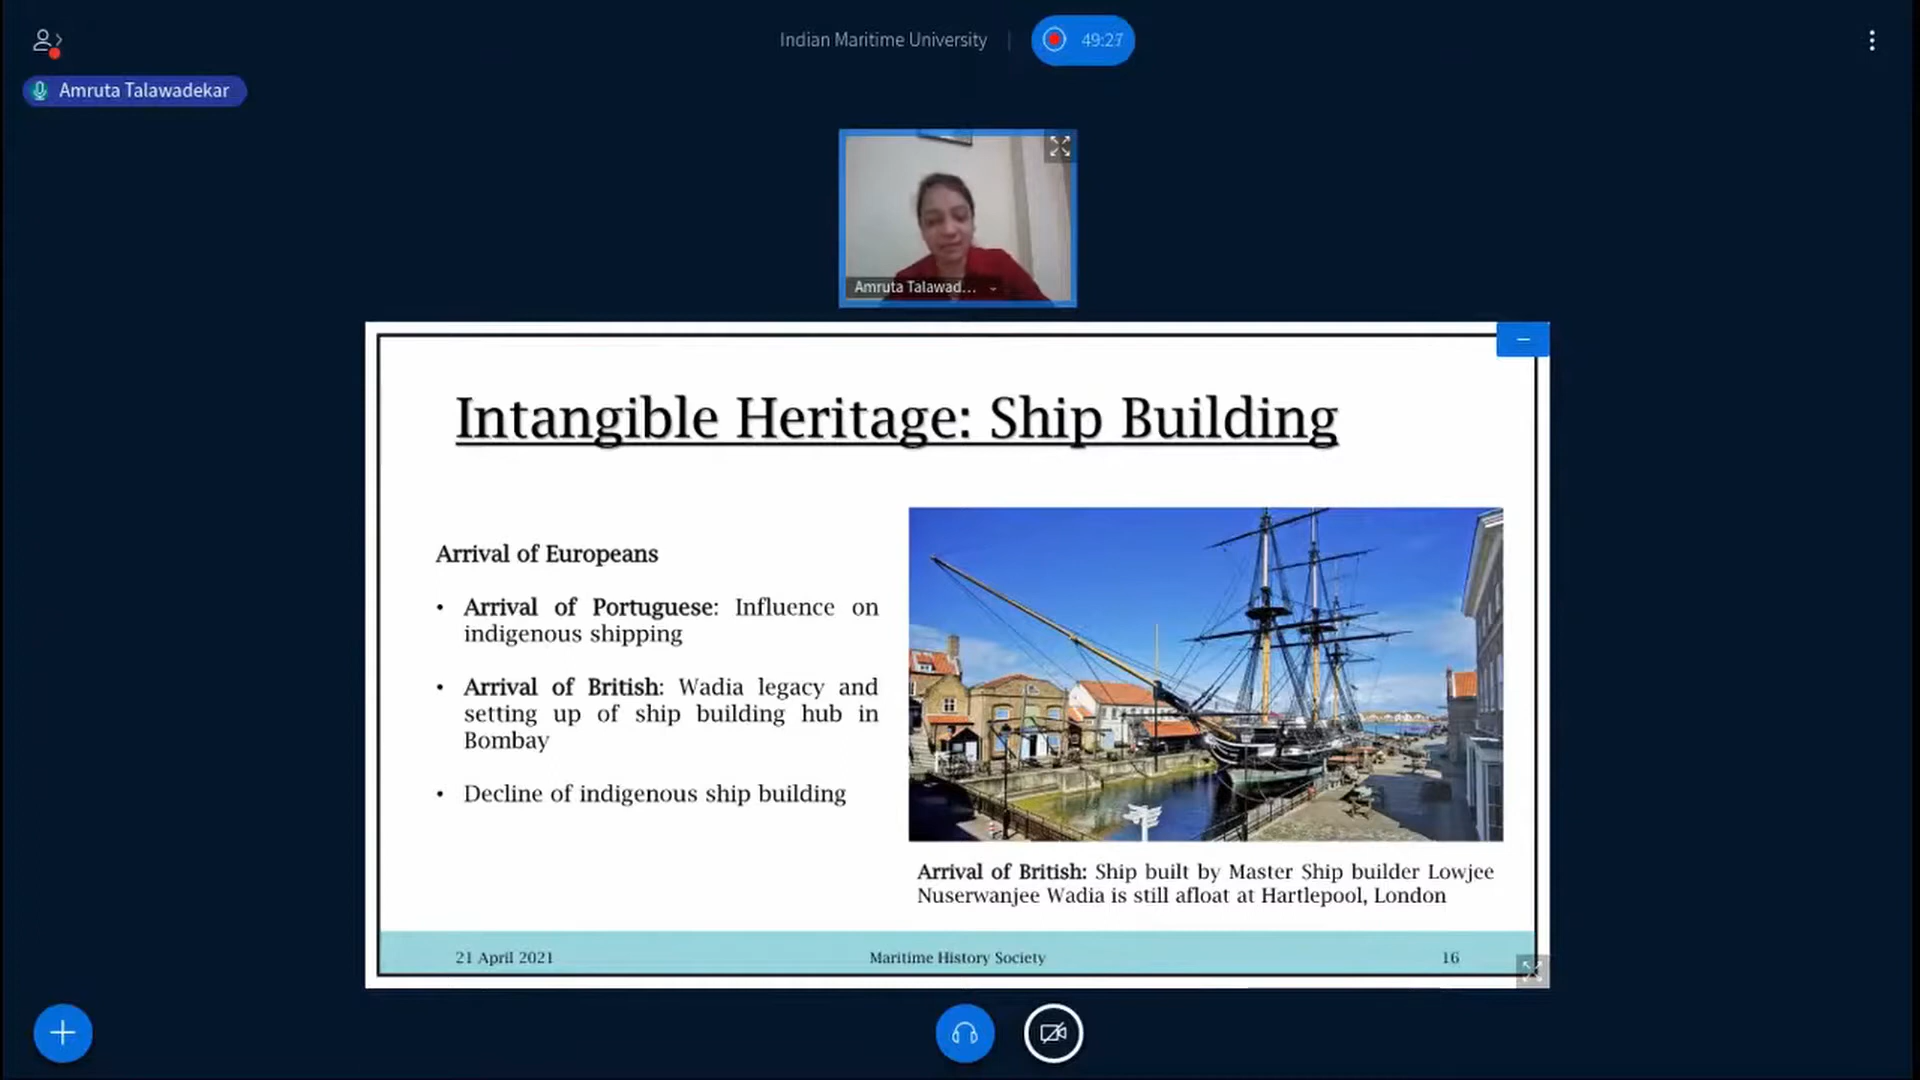 Indian Maritime University
49:27
Amruta Talawadekar
Amruta Talawad...
Intangible Heritage: Ship Building
Arrival of Europeans
• Arrival of Portuguese: Influence on
indigenous shipping
• Arrival of British: Wadia legacy and
setting up of ship building hub in
Bombay
• Decline of indigenous ship building
Arrival of British: Ship built by Master Ship builder Lowjee
Nuserwanjee Wadia is still afloat at Hartlepool, London
21 April 2021
Maritime History Society
16